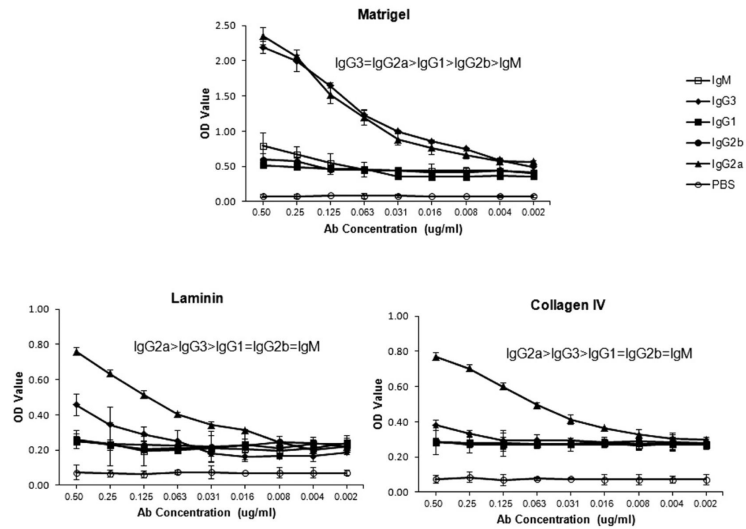 Matrigel
2.50
2.00
1.50
1.00
0.50
0.00
OD Value
IgG3=IgG2a>IgG1>IgG2b>IgM
0.50 0.25 0.125 0.063 0.031 0.016 0.008 0.004 0.002
Ab Concentration (ug/ml)
IgM
IgG3
IgG1
IgG2b
IgG2a
PBS
Laminin
1.00
0.80
0.60
0.40
0.20
0.00
OD Value
IgG2a>IgG3>IgG1=IgG2b=IgM
0.50 0.25 0.125 0.063 0.031 0.016 0.008 0.004 0.002
Ab Concentration (ug/ml)
Collagen IV
1.00
0.80
0.60
0.40
0.20
0.00
OD Value
IgG2a>IgG3>IgG1=IgG2b=IgM
0.50 0.25 0.125 0.063 0.031 0.016 0.008 0.004 0.002
Ab Concentration (ug/ml)